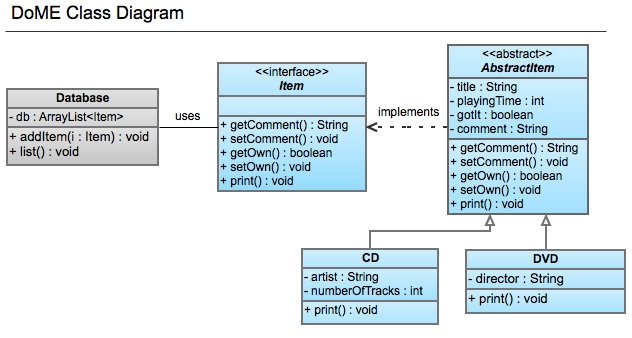 DoME Class Diagram
Database
- db : ArrayList<Item>
+ addItem(i : Item) : void
+ list() : void
uses
<<interface>>
Item
+ getComment() : String
+ setComment() : void
+ getOwn() : boolean
+ setOwn() : void
+ print() : void
implements
<<abstract>>
AbstractItem
- title : String
- playingTime : int
- gotIt : boolean
- comment : String
+ getComment() : String
+ setComment() : void
+ getOwn() : boolean
+ setOwn() : void
+ print() : void
CD
- artist : String
- numberOfTracks : int
+ print() : void
DVD
- director : String
+ print() : void